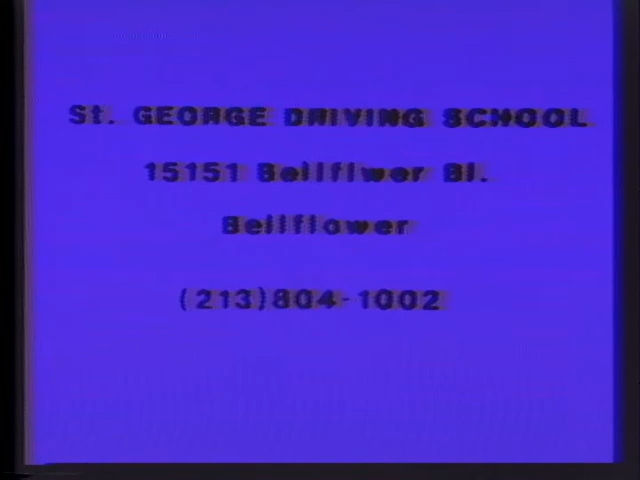 St. GEORGE DRIVING SCHOOL
15151 Bellflwer Bl.
Bellflower
(213)804-1002